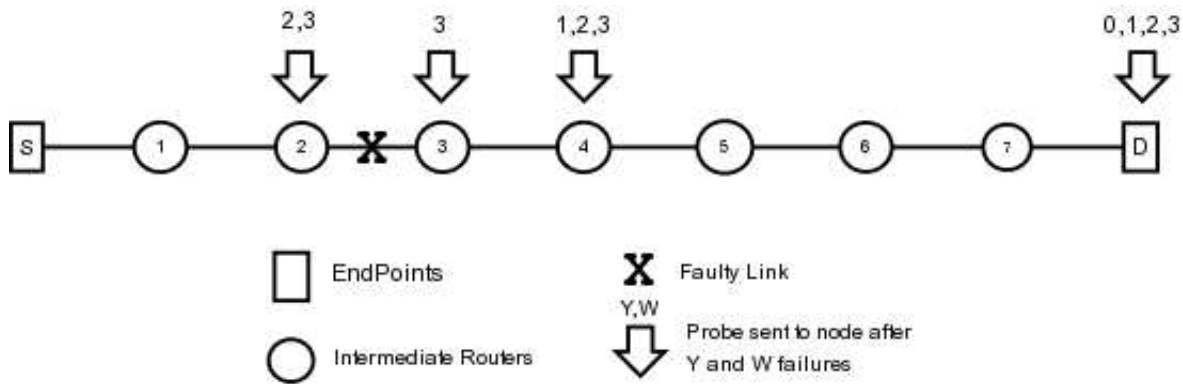 2,3
3
1,2,3
0,1,2,3
S
1
2
X
3
4
5
6
7
D
EndPoints
X
Faulty Link
Y,W
Intermediate Routers
Probe sent to node after
Y and W failures